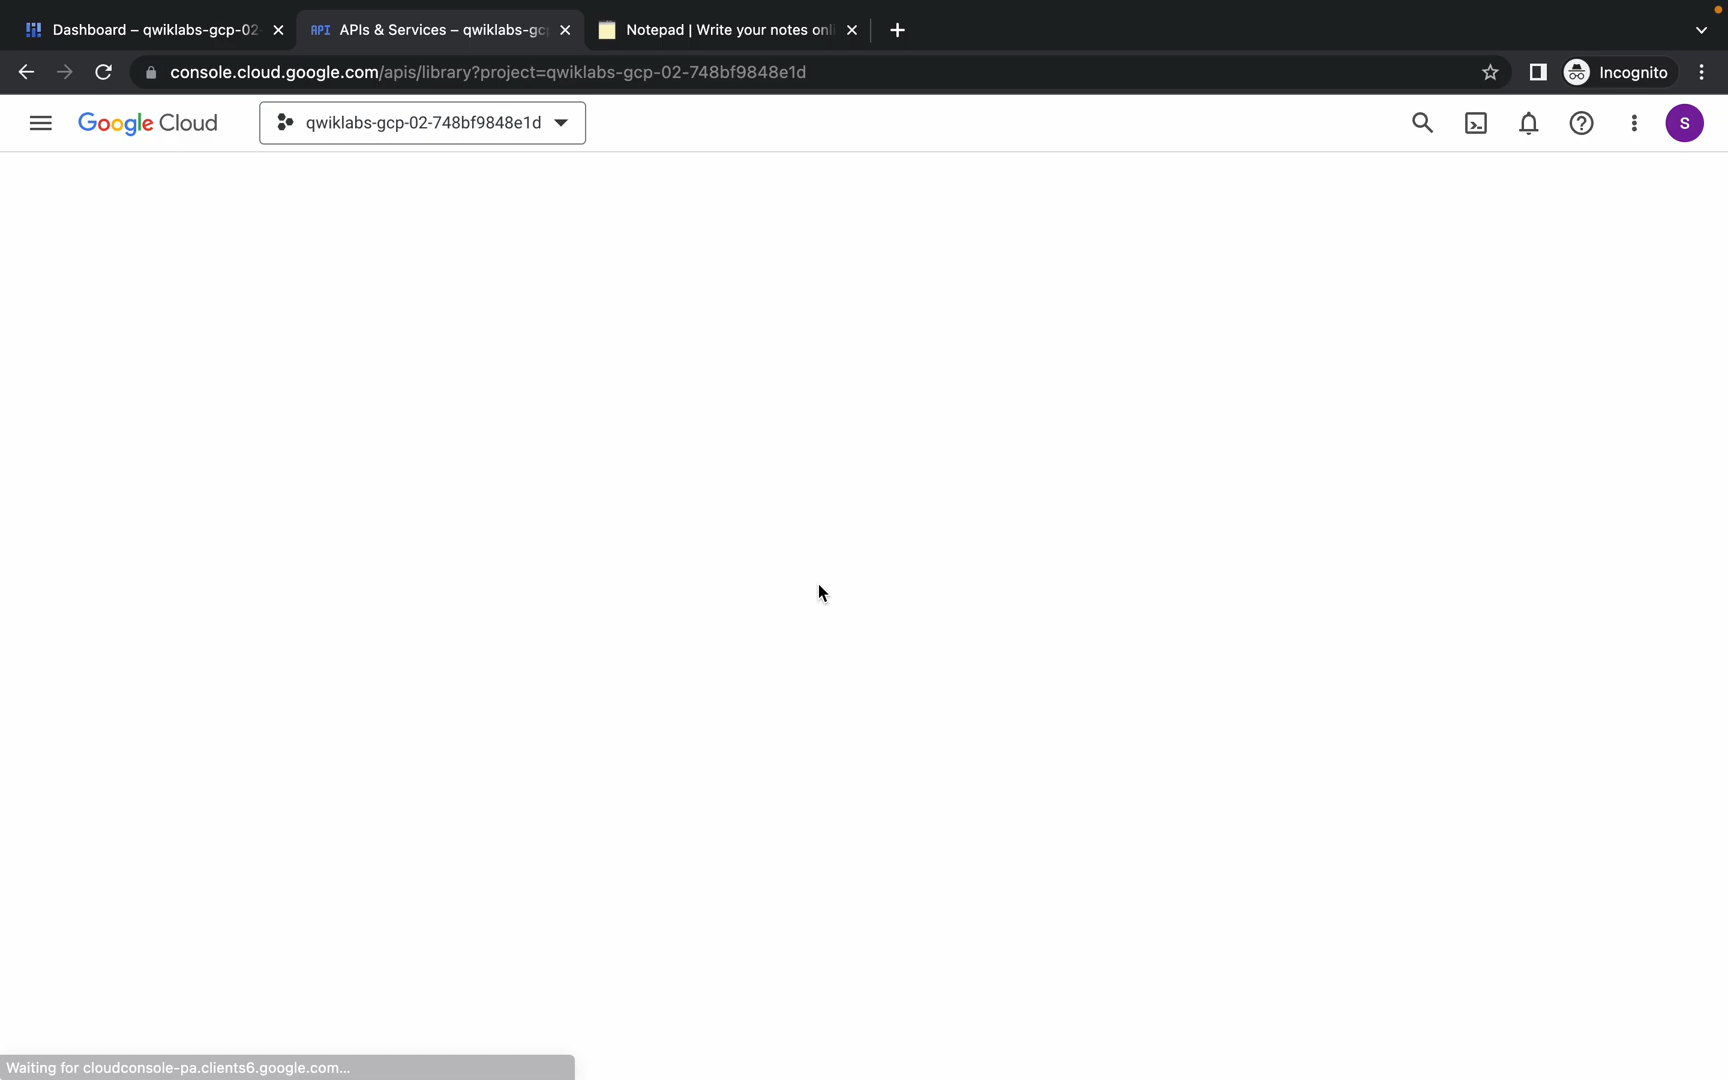 Dashboard – qwiklabs-gcp-02
API APIs & Services – qwiklabs-gc
Notepad | Write your notes onli
console.cloud.google.com/apis/library?project=qwiklabs-gcp-02-748bf9848e1d
Incognito
Google Cloud
qwiklabs-gcp-02-748bf9848e1d
S
Waiting for cloudconsole-pa.clients6.google.com...